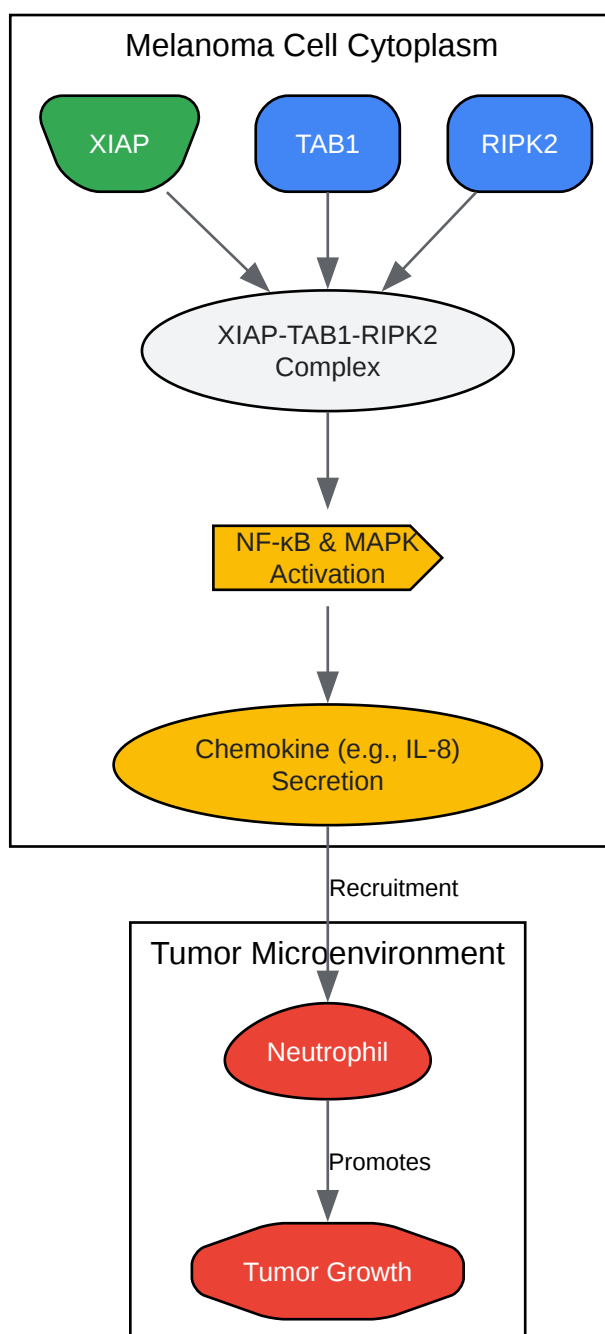 Melanoma Cell Cytoplasm
XIAP
TAB1
RIPK2
XIAP-TAB1-RIPK2
Complex
NF-κB & MAPK
Activation
Chemokine (e.g., IL-8)
Secretion
Recruitment
Tumor Microenvironment
Neutrophil
Promotes
Tumor Growth